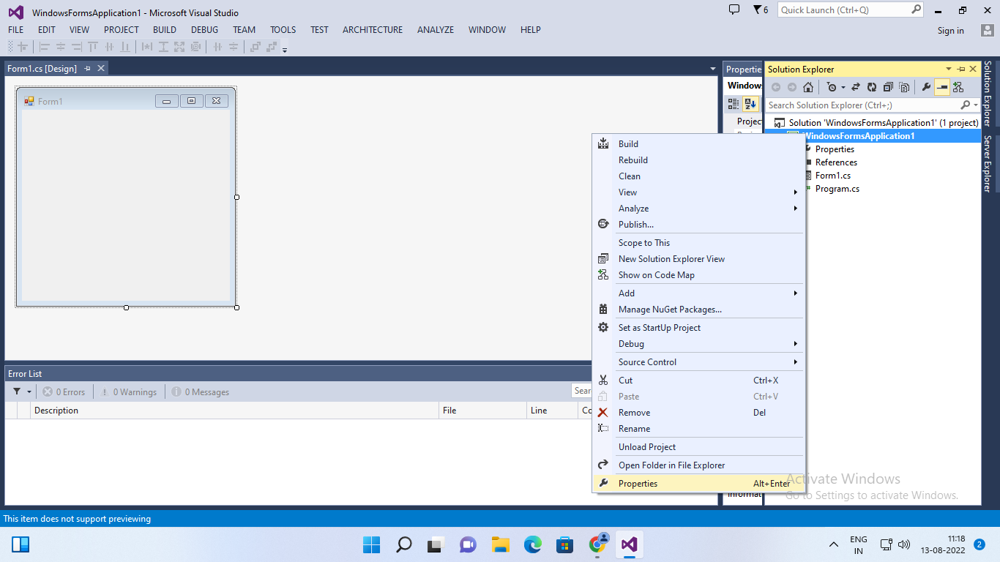 WindowsFormsApplication1 - Microsoft Visual Studio
6
Quick Launch (Ctrl+Q)
FILE EDIT VIEW PROJECT BUILD DEBUG TEAM TOOLS TEST ARCHITECTURE ANALYZE WINDOW HELP
Sign in
Form1.cs [Design]
Form1
Propertie
Windows
Project
Solution Explorer
Search Solution Explorer (Ctrl+;)
Solution 'WindowsFormsApplication1' (1 project)
WindowsFormsApplication1
Properties
References
Form1.cs
Program.cs
Solution Explorer
Server Explorer
Build
Rebuild
Clean
View
Analyze
Publish...
Scope to This
New Solution Explorer View
Show on Code Map
Add
Manage NuGet Packages...
Set as StartUp Project
Debug
Source Control
Cut Ctrl+X
Paste Ctrl+V
Remove Del
Rename
Unload Project
Open Folder in File Explorer
Properties Alt+Enter
Informat
Error List
0 Errors 0 Warnings 0 Messages
Sear
Description File Line Co
Activate Windows
Go to Settings to activate Windows.
This item does not support previewing
ENG
IN
11:18
13-08-2022
2